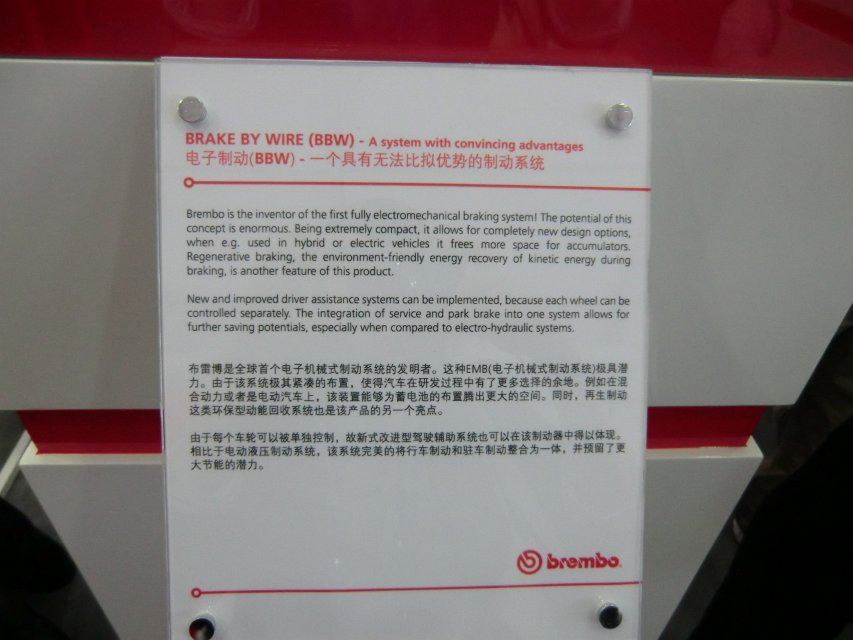 BRAKE BY WIRE (BBW) - A system with convincing advantages
电子制动(BBW) - 一个具有无法比拟优势的制动系统
Brembo is the inventor of the first fully electromechanical braking system! The potential of this
concept is enormous. Being extremely compact, it allows for completely new design options,
when e.g. used in hybrid or electric vehicles it frees more space for accumulators.
Regenerative braking, the environment-friendly energy recovery of kinetic energy during
braking, is another feature of this product.
New and improved driver assistance systems can be implemented, because each wheel can be
controlled separately. The integration of service and park brake into one system allows for
further saving potentials, especially when compared to electro-hydraulic systems.
布雷博是全球首个电子机械式制动系统的发明者。这种EMB(电子机械式制动系统)极具潜
力。由于该系统极其紧凑的布置，使得汽车在研发过程中有了更多选择的余地。例如在混
合动力或者是电动汽车上，该装置能够为蓄电池的布置腾出更大的空间。同时，再生制动
这类环保型动能回收系统也是该产品的另一个亮点。
由于每个车轮可以被单独控制，故新式改进型驾驶辅助系统也可以在该制动器中得以体现。
相比于电动液压制动系统，该系统完美的将行车制动和驻车制动整合为一体，并预留了更
大节能的潜力。
brembo